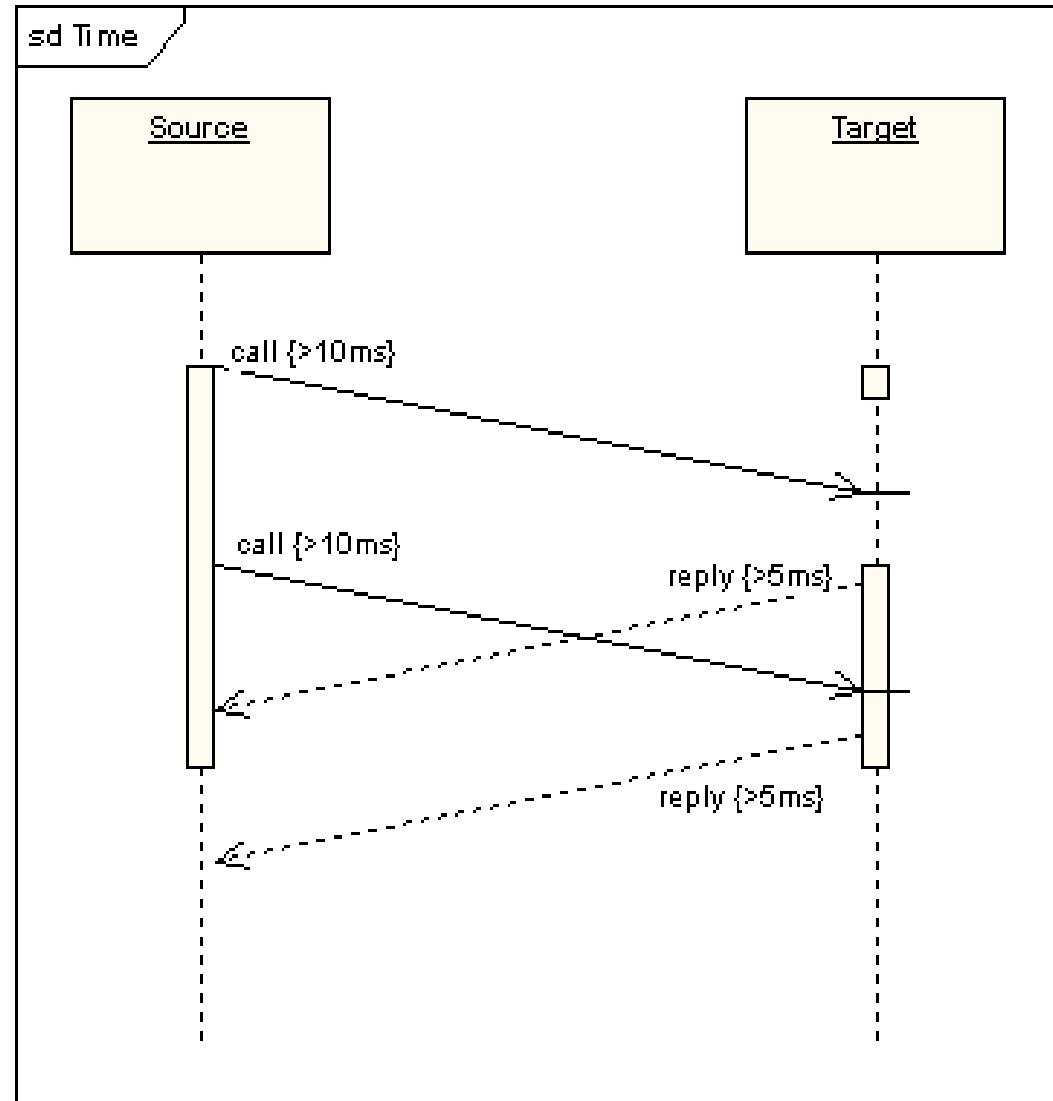 sd Time
Source
Target
call {>10ms}
call {>10ms}
reply {>5ms}
reply {>5ms}